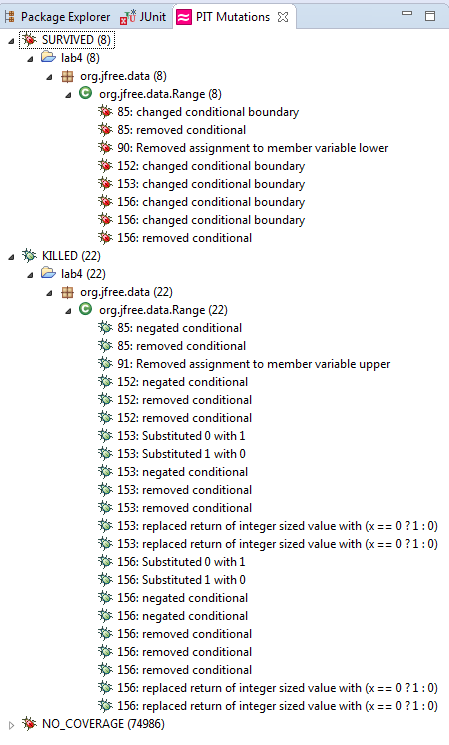 Package Explorer JUnit PIT Mutations
SURVIVED (8)
lab4 (8)
org.jfree.data (8)
org.jfree.data.Range (8)
85: changed conditional boundary
85: removed conditional
90: Removed assignment to member variable lower
152: changed conditional boundary
153: changed conditional boundary
156: changed conditional boundary
156: changed conditional boundary
156: removed conditional
KILLED (22)
lab4 (22)
org.jfree.data (22)
org.jfree.data.Range (22)
85: negated conditional
85: removed conditional
91: Removed assignment to member variable upper
152: negated conditional
152: removed conditional
152: removed conditional
153: Substituted 0 with 1
153: Substituted 1 with 0
153: negated conditional
153: removed conditional
153: removed conditional
153: replaced return of integer sized value with (x == 0 ? 1 : 0)
153: replaced return of integer sized value with (x == 0 ? 1 : 0)
156: Substituted 0 with 1
156: Substituted 1 with 0
156: negated conditional
156: negated conditional
156: removed conditional
156: removed conditional
156: removed conditional
156: replaced return of integer sized value with (x == 0 ? 1 : 0)
156: replaced return of integer sized value with (x == 0 ? 1 : 0)
NO_COVERAGE (74986)